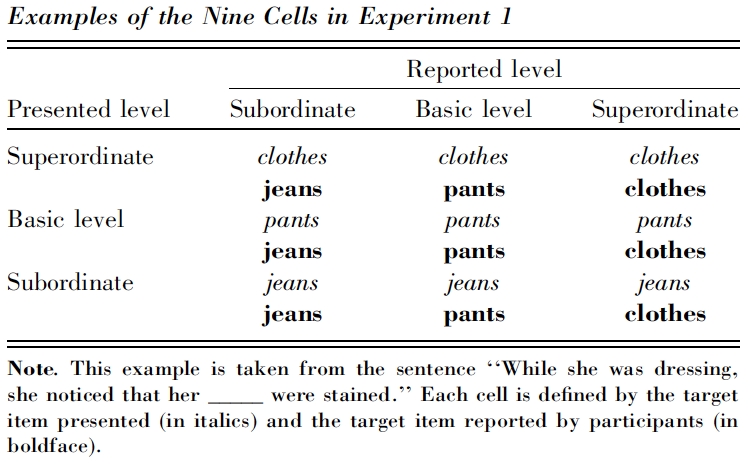 Examples of the Nine Cells in Experiment 1
Reported level
Presented level Subordinate Basic level Superordinate
Superordinate clothes clothes clothes
jeans pants clothes
Basic level pants pants pants
jeans pants clothes
Subordinate jeans jeans jeans
jeans pants clothes
Note. This example is taken from the sentence ‘‘While she was dressing,
she noticed that her _____ were stained.’’ Each cell is defined by the target
item presented (in italics) and the target item reported by participants (in
boldface).